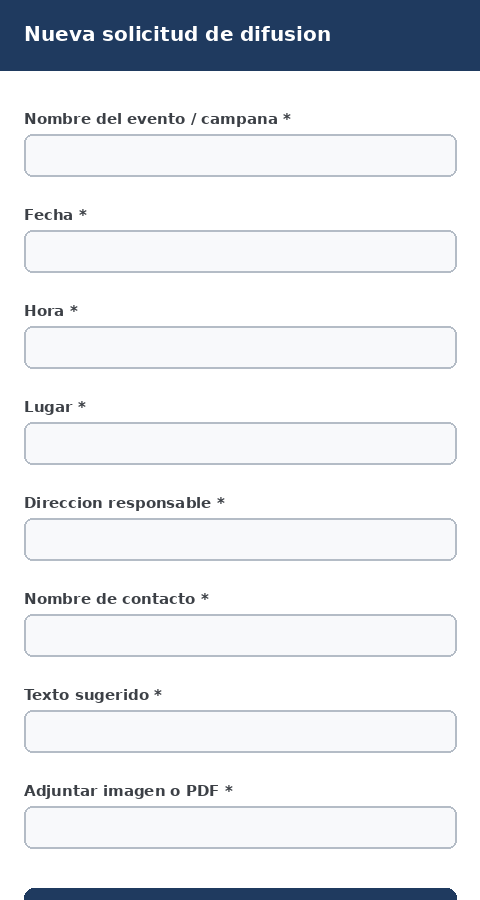 Nueva solicitud de difusion
Nombre del evento / campana *
Fecha *
Hora *
Lugar *
Direccion responsable *
Nombre de contacto *
Texto sugerido *
Adjuntar imagen o PDF *